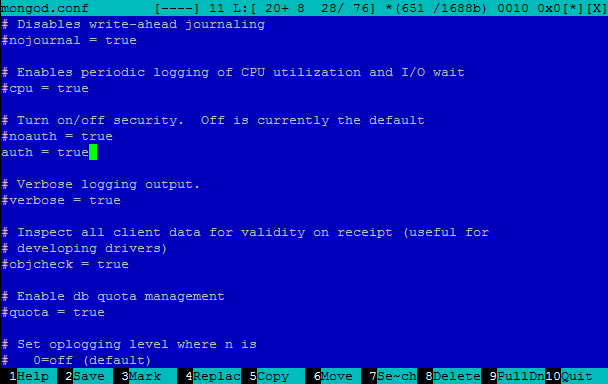 mongod.conf [----] 11 L:[ 20+ 8 28/ 76] *(651 /1688b) 0010 0x0[*][X]
# Disables write-ahead journaling
#nojournal = true
# Enables periodic logging of CPU utilization and I/O wait
#cpu = true
# Turn on/off security.  Off is currently the default
#noauth = true
auth = true
# Verbose logging output.
#verbose = true
# Inspect all client data for validity on receipt (useful for
# developing drivers)
#objcheck = true
# Enable db quota management
#quota = true
# Set oplogging level where n is
#   0=off (default)
1Help 2Save 3Mark 4Replac 5Copy 6Move 7Se~ch 8Delete 9PullDn 10Quit